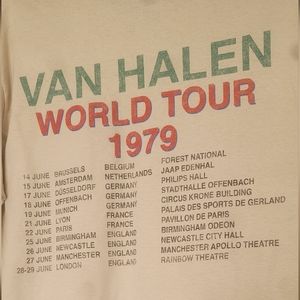 VAN HALEN
WORLD TOUR
1979
14 JUNE BRUSSELS BELGIUM FOREST NATIONAL
15 JUNE AMSTERDAM NETHERLANDS JAAP EDENHAL
17 JUNE DÜSSELDORF GERMANY PHILIPS HALL
18 JUNE OFFENBACH GERMANY STADTHALLE OFFENBACH
19 JUNE MUNICH GERMANY CIRCUS KRONE BUILDING
21 JUNE LYON FRANCE PALAIS DES SPORTS DE GERLAND
22 JUNE PARIS FRANCE PAVILLON DE PARIS
25 JUNE BIRMINGHAM ENGLAND BIRMINGHAM ODEON
26 JUNE NEWCASTLE ENGLAND NEWCASTLE CITY HALL
27 JUNE MANCHESTER ENGLAND MANCHESTER APOLLO THEATRE
28-29 JUNE LONDON ENGLAND RAINBOW THEATRE